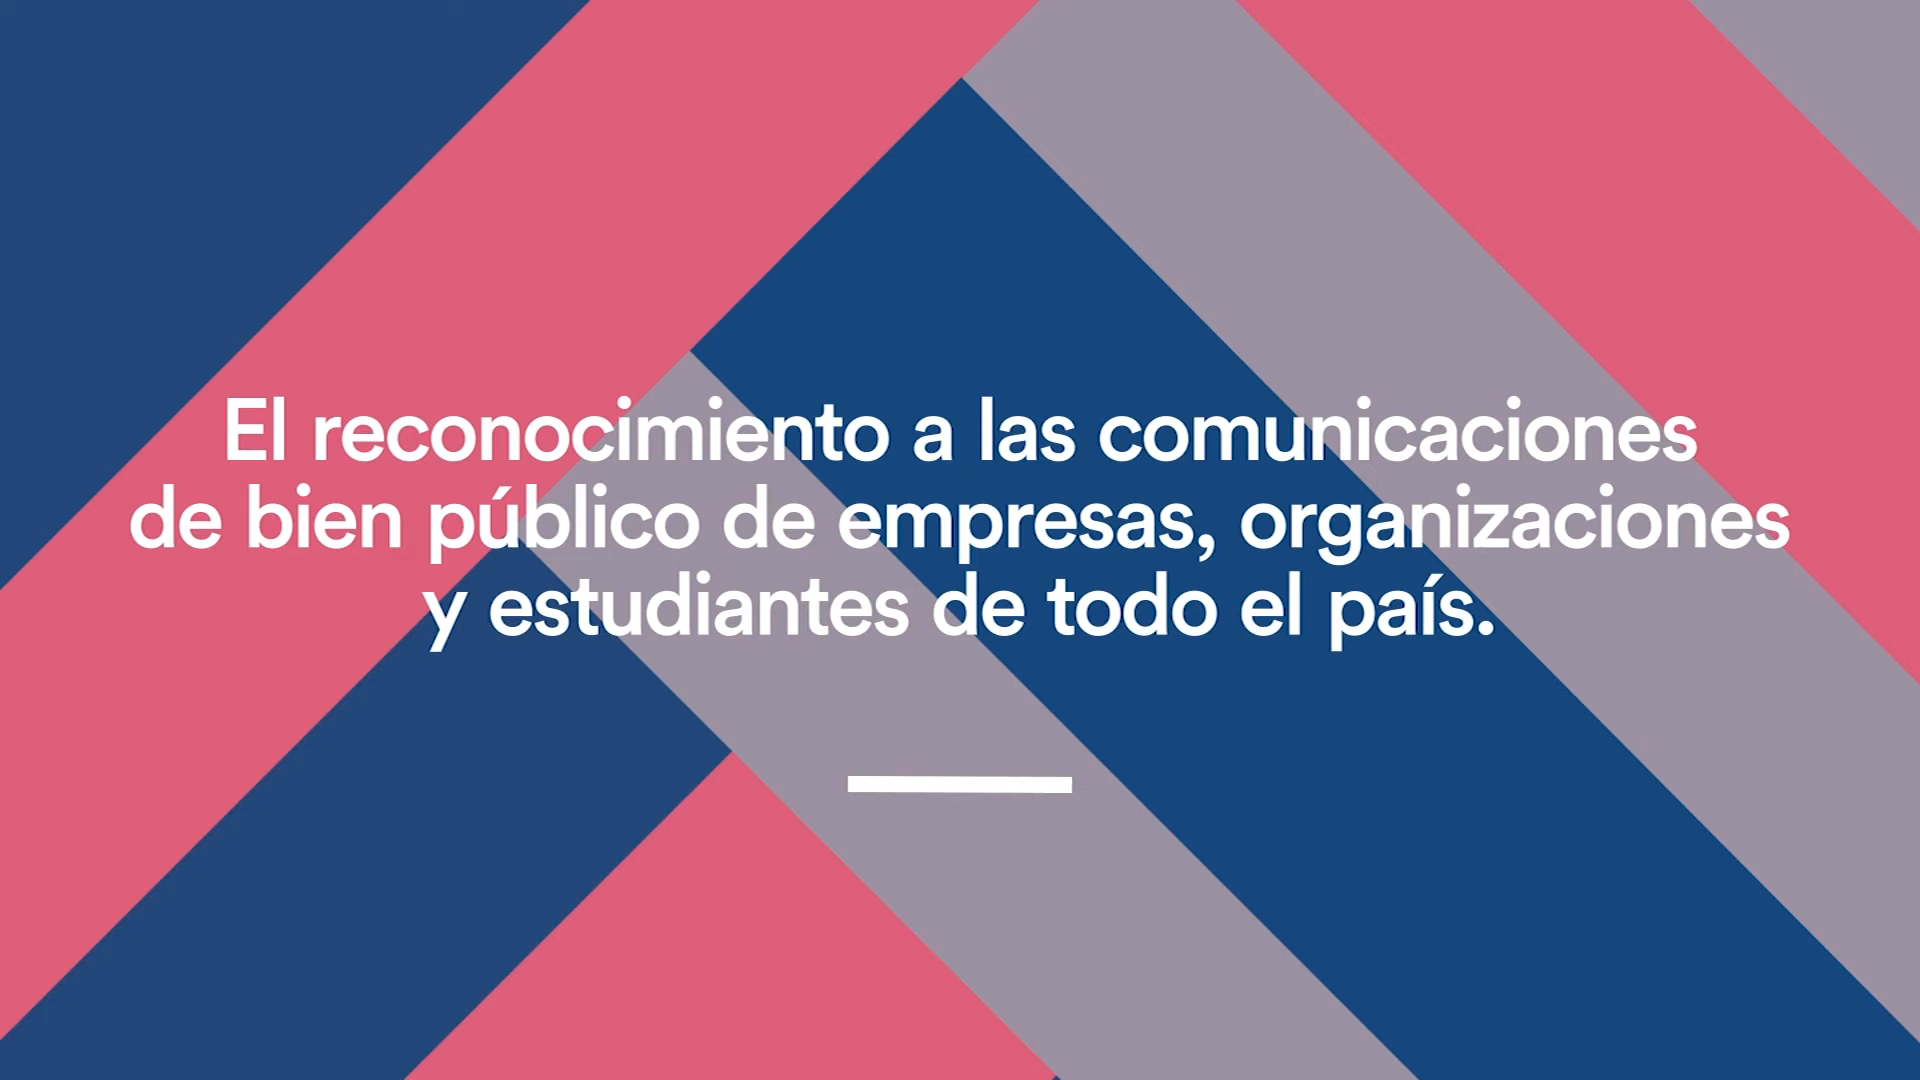 El reconocimiento a las comunicaciones
de bien público de empresas, organizaciones
y estudiantes de todo el país.